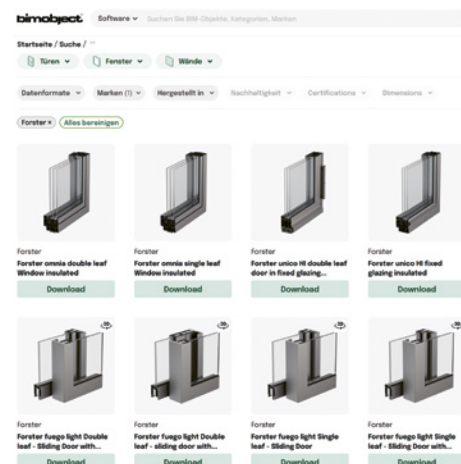 bimobject
Software
Suchen Sie BIM-Objekte, Kategorien, Marken
Startseite / Suche / ...
Türen
Fenster
Wände
Datenformate
Marken (1)
Hergestellt in
Nachhaltigkeit
Certifications
Dimensions
Forster ×
Alles bereinigen
Forster
Forster omnia double leaf
Window insulated
Download
Forster
Forster omnia single leaf
Window insulated
Download
Forster
Forster unico HI double leaf
door in fixed glazing...
Download
Forster
Forster unico HI fixed
glazing insulated
Download
3D
3D
3D
3D
Forster
Forster fuego light Double
leaf - Sliding Door with...
Download
Forster
Forster fuego light Double
leaf - sliding door with...
Download
Forster
Forster fuego light Single
leaf - Sliding Door
Download
Forster
Forster fuego light Single
leaf - Sliding Door with...
Download